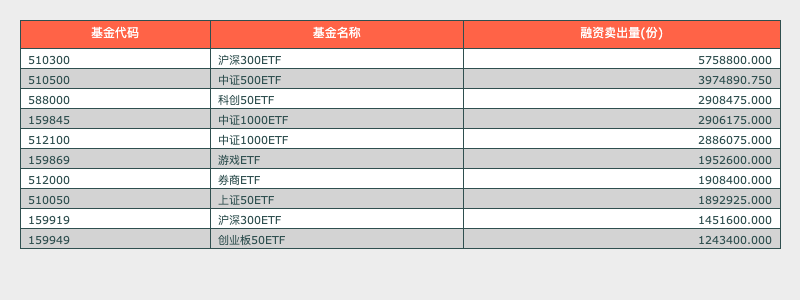 基金代码 基金名称 融资卖出量(份)
510300 沪深300ETF 5758800.000
510500 中证500ETF 3974890.750
588000 科创50ETF 2908475.000
159845 中证1000ETF 2906175.000
512100 中证1000ETF 2886075.000
159869 游戏ETF 1952600.000
512000 券商ETF 1908400.000
510050 上证50ETF 1892925.000
159919 沪深300ETF 1451600.000
159949 创业板50ETF 1243400.000